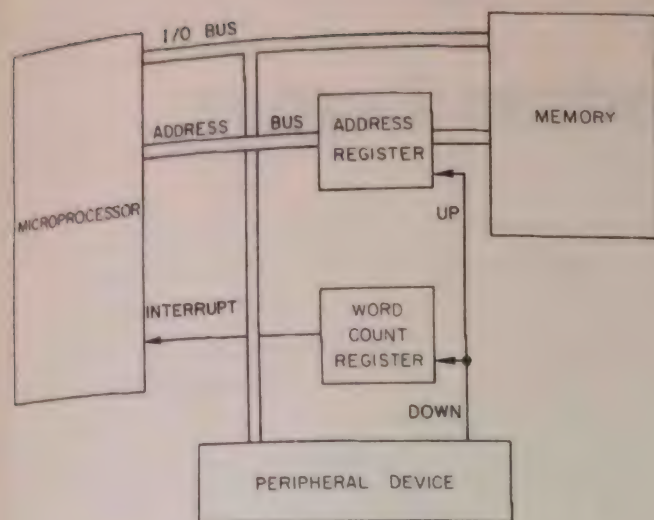 I/O BUS
MICROPROCESSOR
ADDRESS BUS
ADDRESS
REGISTER
MEMORY
UP
INTERRUPT
WORD
COUNT
REGISTER
DOWN
PERIPHERAL DEVICE